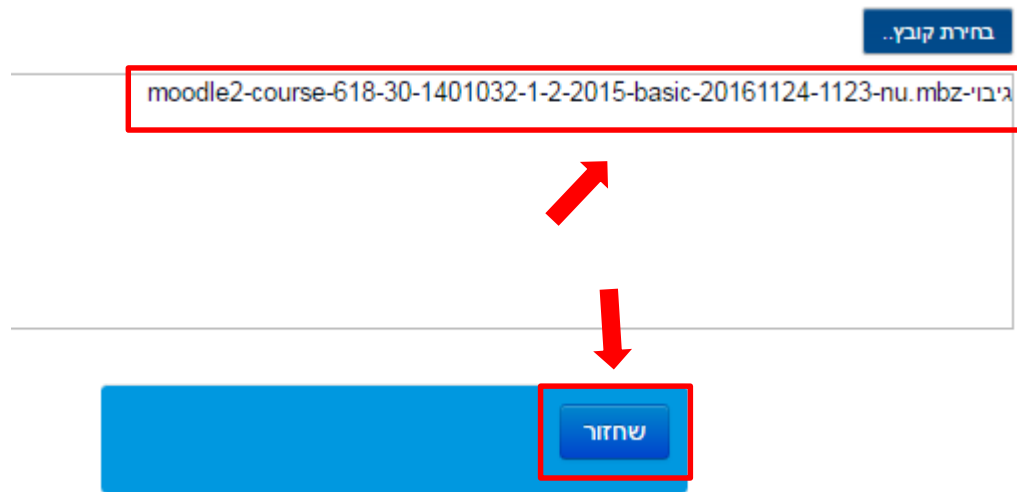 בחירת קובץ..
גיבוי-moodle2-course-618-30-1401032-1-2-2015-basic-20161124-1123-nu.mbz
שחזור